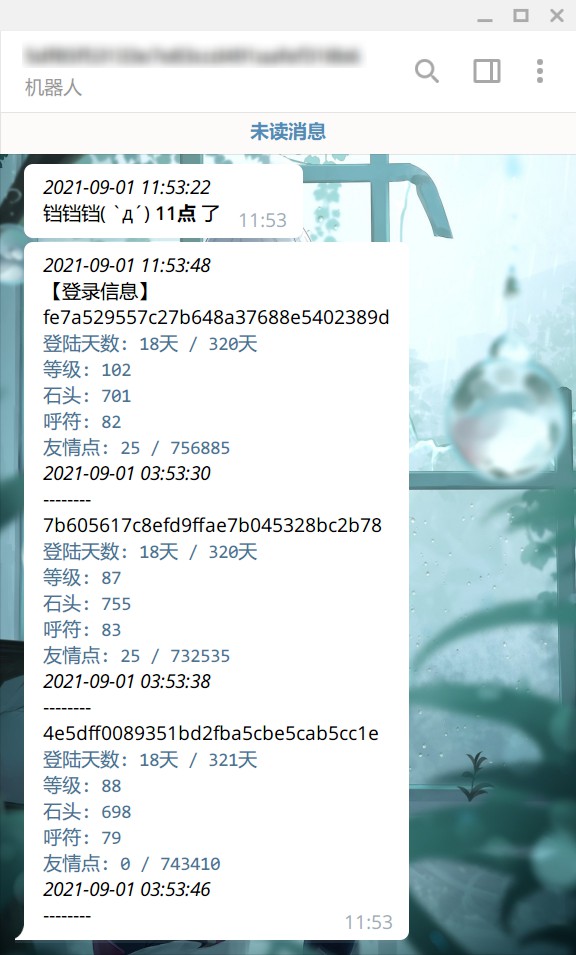 机器人
未读消息
2021-09-01 11:53:22
铛铛铛( `д´) 11点 了
11:53
2021-09-01 11:53:48
【登录信息】
fe7a529557c27b648a37688e5402389d
登陆天数: 18天 / 320天
等级: 102
石头: 701
呼符: 82
友情点: 25 / 756885
2021-09-01 03:53:30
--------
7b605617c8efd9ffae7b045328bc2b78
登陆天数: 18天 / 320天
等级: 87
石头: 755
呼符: 83
友情点: 25 / 732535
2021-09-01 03:53:38
--------
4e5dff0089351bd2fba5cbe5cab5cc1e
登陆天数: 18天 / 321天
等级: 88
石头: 698
呼符: 79
友情点: 0 / 743410
2021-09-01 03:53:46
--------
11:53